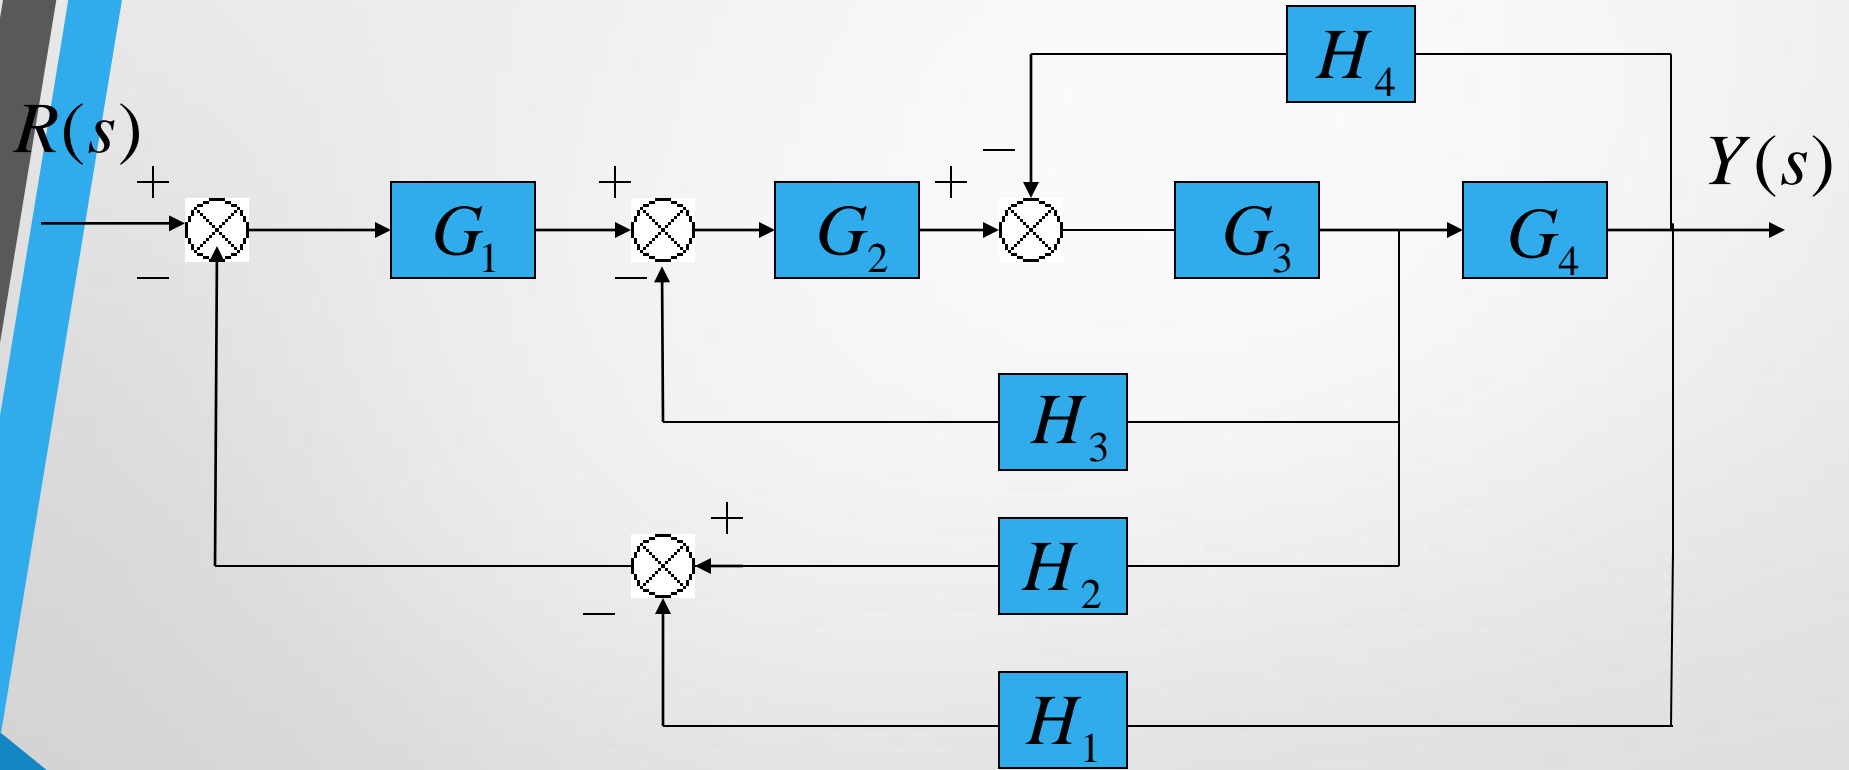 H₄
R(s)
Y(s)
+
+
+
−
G₁
G₂
G₃
G₄
−
−
H₃
+
H₂
−
H₁